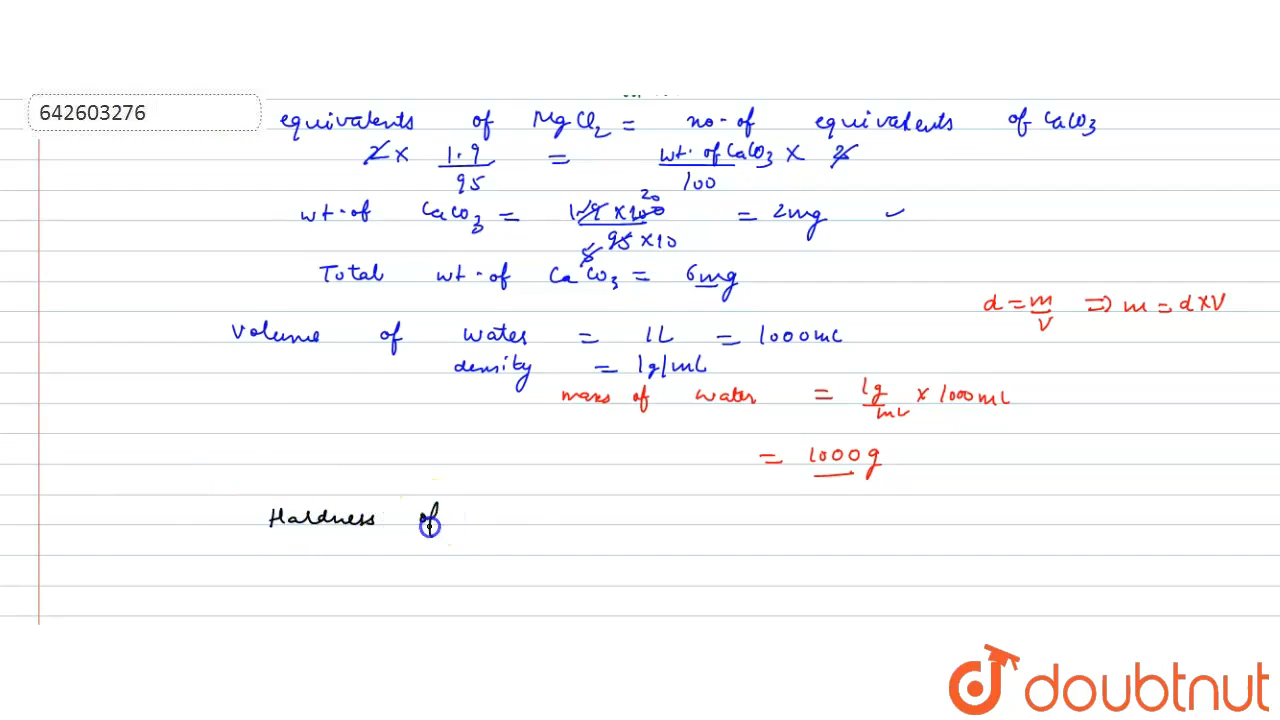 642603276
equivalents of MgCl2 = no. of equivalents of CaCO3
2 × 1.9/95 = wt. of CaCO3/100 × 2
wt. of CaCO3 = 1.9 × 100/95 × 10 = 2mg ✓
20
5
Total wt. of CaCO3 = 6mg
d = m/V ⇒ m = d×V
Volume of water = 1L = 1000mL
density = 1g/mL
mass of water = 1g/mL × 1000mL
= 1000g
Hardness of
doubtnut